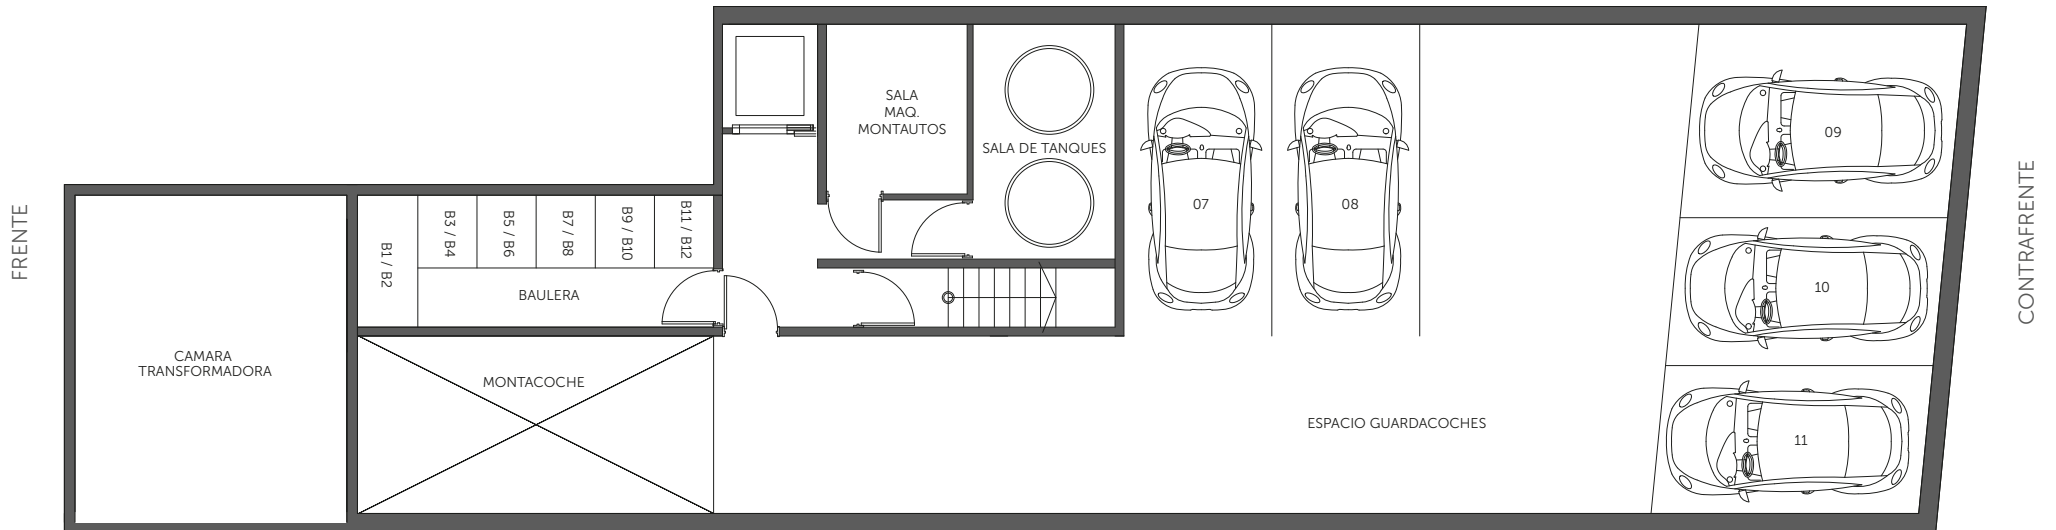 FRENTE
CAMARA
TRANSFORMADORA
B1 / B2
B3 / B4
B5 / B6
B7 / B8
B9 / B10
B11 / B12
BAULERA
MONTACOCHE
SALA
MAQ.
MONTAUTOS
SALA DE TANQUES
07
08
09
10
11
ESPACIO GUARDACOCHES
CONTRAFRENTE